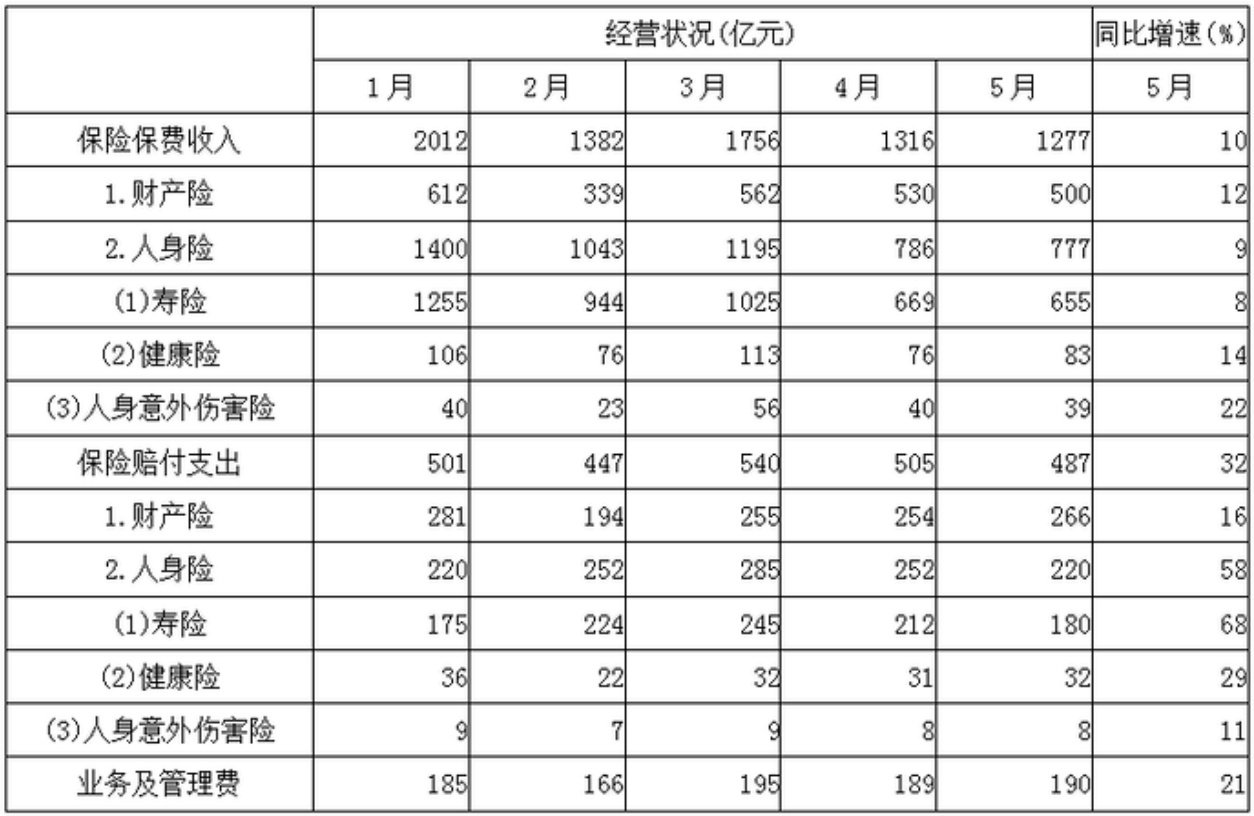 经营状况(亿元) 同比增速(%)
1月 2月 3月 4月 5月 5月
保险保费收入 2012 1382 1756 1316 1277 10
1.财产险 612 339 562 530 500 12
2.人身险 1400 1043 1195 786 777 9
(1)寿险 1255 944 1025 669 655 8
(2)健康险 106 76 113 76 83 14
(3)人身意外伤害险 40 23 56 40 39 22
保险赔付支出 501 447 540 505 487 32
1.财产险 281 194 255 254 266 16
2.人身险 220 252 285 252 220 58
(1)寿险 175 224 245 212 180 68
(2)健康险 36 22 32 31 32 29
(3)人身意外伤害险 9 7 9 8 8 11
业务及管理费 185 166 195 189 190 21